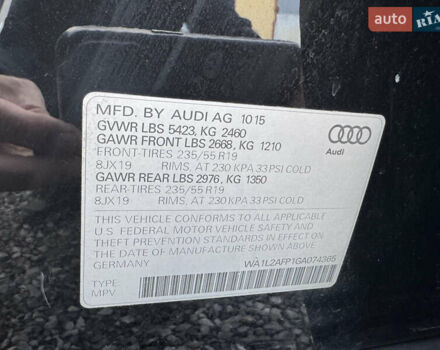 auto RIA
MFD. BY AUDI AG 10 15
GVWR LBS 5423, KG 2460
GAWR FRONT LBS 2668, KG 1210
FRONT-TIRES 235/55 R19
8JX19 RIMS, AT 230 KPA 33 PSI COLD
GAWR REAR LBS 2976, KG 1350
REAR-TIRES 235/55 R19
8JX19 RIMS, AT 230 KPA 33 PSI COLD
Audi
THIS VEHICLE CONFORMS TO ALL APPLICABLE
U.S. FEDERAL MOTOR VEHICLE SAFETY AND
THEFT PREVENTION STANDARDS IN EFFECT ON
THE DATE OF MANUFACTURE SHOWN ABOVE
GERMANY WA1L2AFP1GA074365
TYPE:
MPV